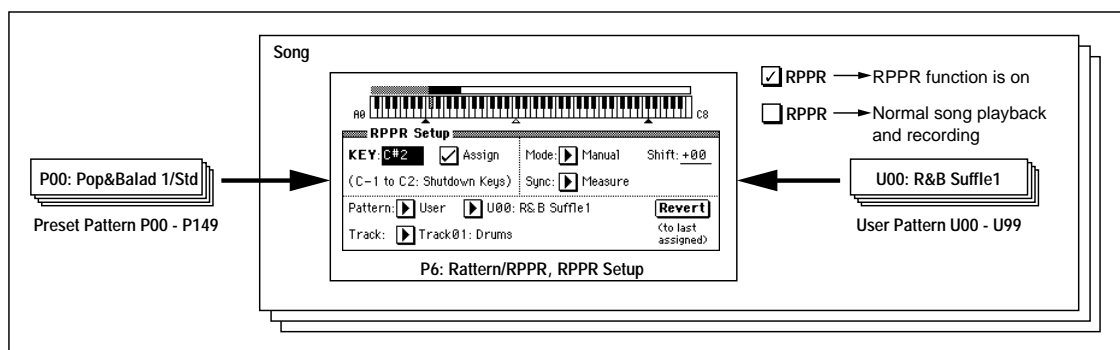 Song
✓ RPPR → RPPR function is on
RPPR → Normal song playback
and recording
A0 C8
RPPR Setup
KEY: C#2 ✓ Assign Mode: Manual Shift: +00
(C-1 to C2: Shutdown Keys) Sync: Measure
Pattern: User U00: R&B Suffle1 Revert
Track: Track01: Drums (to last
assigned)
P6: Rattern/RPPR, RPPR Setup
P00: Pop&Balad 1/Std
Preset Pattern P00 - P149
U00: R&B Suffle1
User Pattern U00 - U99